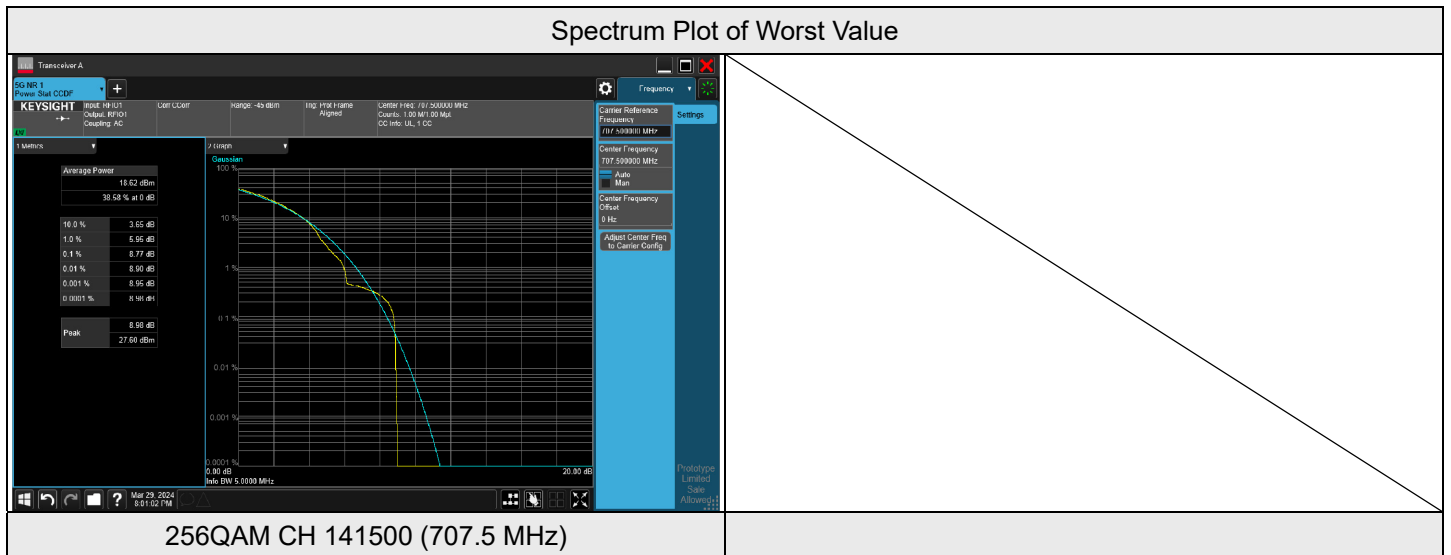 Spectrum Plot of Worst Value
Transceiver A
5G NR 1
Power Stat CCDF
+
Frequency
KEYSIGHT
Input: RFIO1
Output: RFIO1
Coupling: AC
Corr CCorr
Range: -45 dBm
Trig: Prot Frame
Aligned
Center Freq: 707.500000 MHz
Counts: 1.00 M/1.00 Mpt
CC Info: UL, 1 CC
1 Metrics
Average Power
18.62 dBm
38.58 % at 0 dB
10.0 % 3.65 dB
1.0 % 5.95 dB
0.1 % 8.77 dB
0.01 % 8.90 dB
0.001 % 8.95 dB
0.0001 % 8.98 dB
Peak
8.98 dB
27.60 dBm
2 Graph
Gaussian
100 %
10 %
1 %
0.1 %
0.01 %
0.001 %
0.0001 %
0.00 dB
20.00 dB
Info BW 5.0000 MHz
Carrier Reference
Frequency
707.500000 MHz
Center Frequency
707.500000 MHz
Auto
Man
Center Frequency
Offset
0 Hz
Adjust Center Freq
to Carrier Config
Settings
Prototype
Limited
Sale
Allowed
?
Mar 29, 2024
8:01:02 PM
256QAM CH 141500 (707.5 MHz)